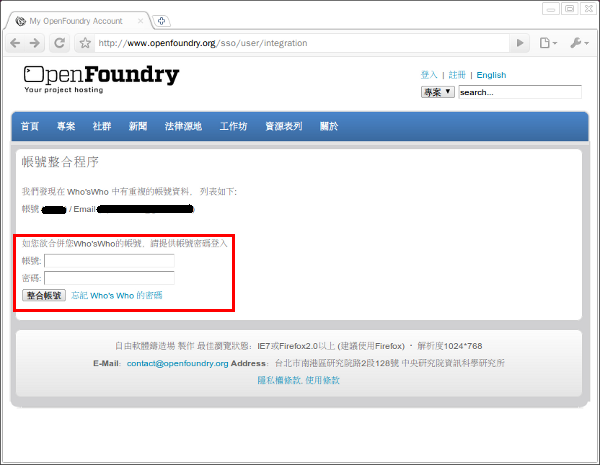 My OpenFoundry Account
http://www.openfoundry.org/sso/user/integration
OpenFoundry
Your project hosting
登入 | 註冊 | English
專案 search...
首頁 專案 社群 新聞 法律源地 工作坊 資源表列 關於
帳號整合程序
我們發現在 Who'sWho 中有重複的帳號資料, 列表如下:
帳號 / Email
如您欲合併您Who'sWho的帳號, 請提供帳號密碼登入
帳號:
密碼:
整合帳號 忘記 Who's Who 的密碼
自由軟體鑄造場 製作 最佳瀏覽狀態: IE7或Firefox2.0以上 (建議使用Firefox) ‧ 解析度1024*768
E-Mail: contact@openfoundry.org Address: 台北市南港區研究院路2段128號 中央研究院資訊科學研究所
隱私權條款, 使用條款